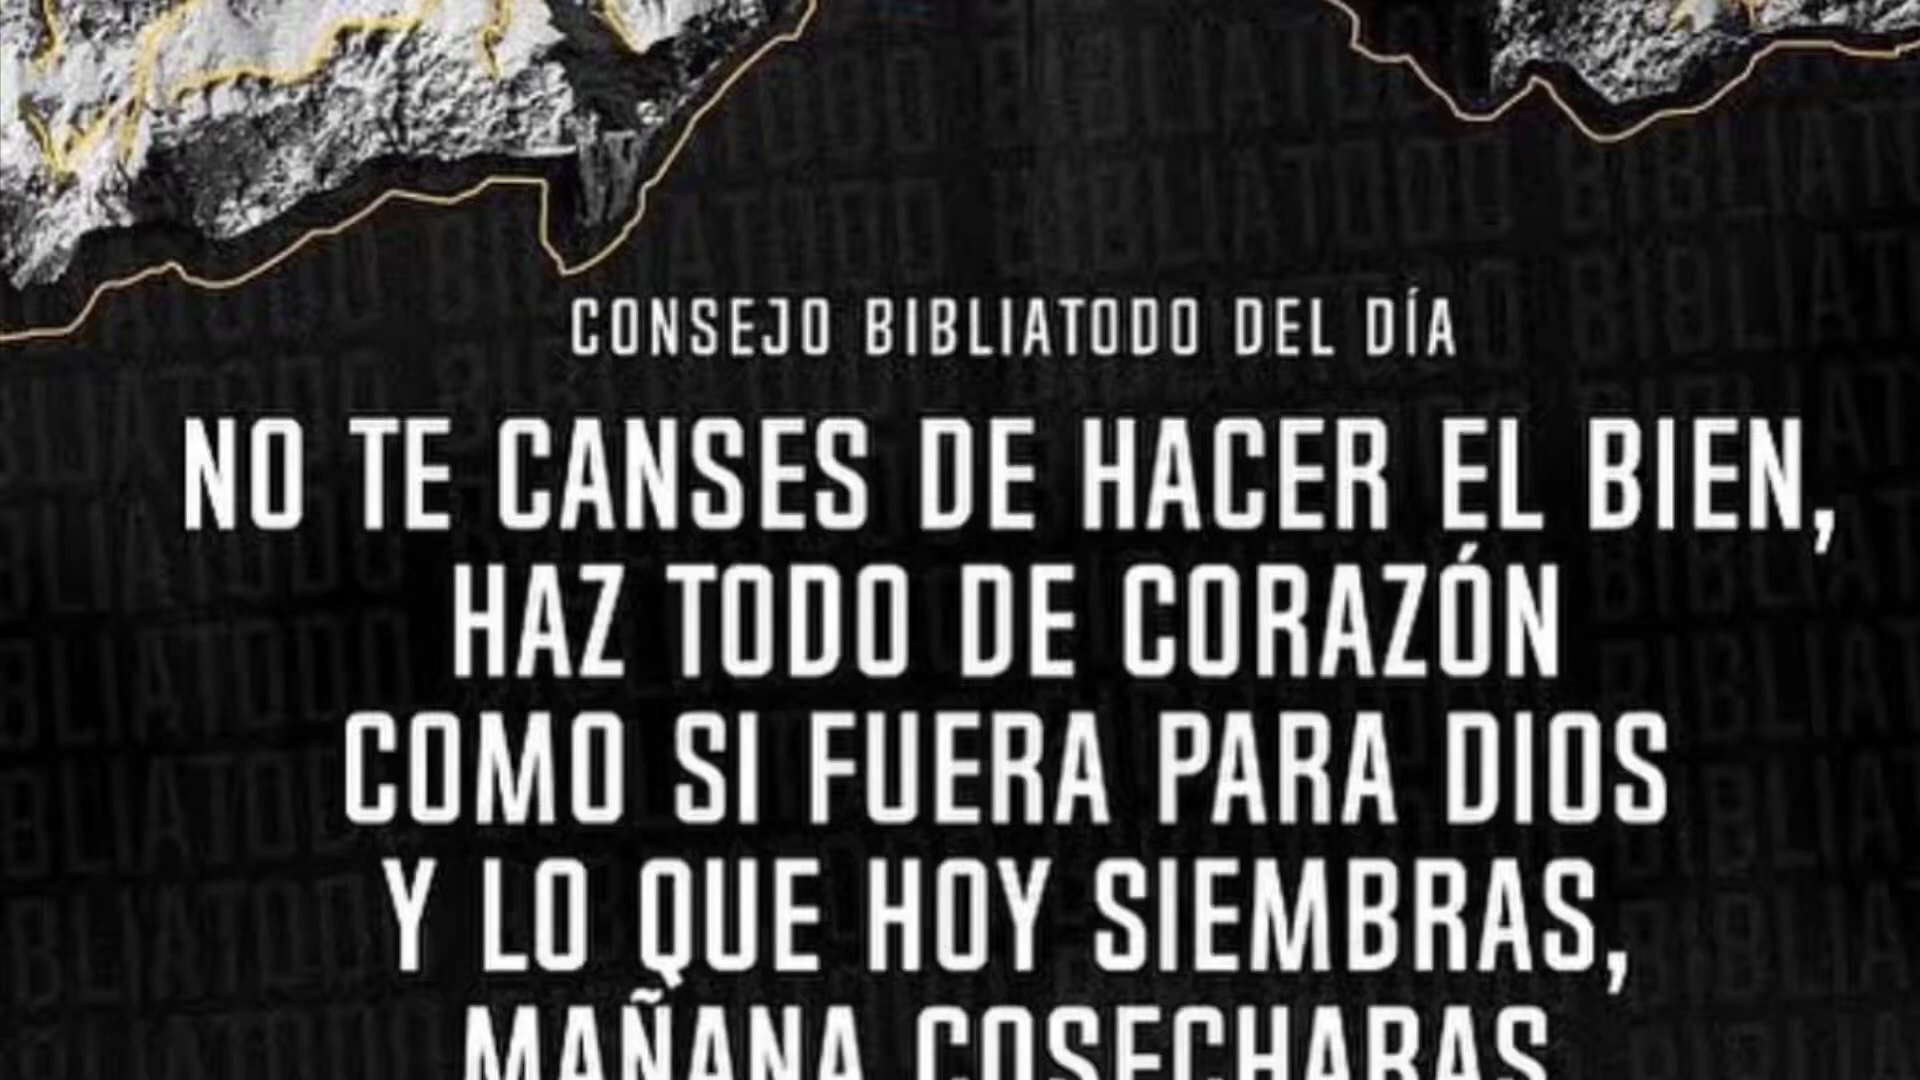 CONSEJO BIBLIATODO DEL DÍA
NO TE CANSES DE HACER EL BIEN,
HAZ TODO DE CORAZÓN
COMO SI FUERA PARA DIOS
Y LO QUE HOY SIEMBRAS,
MAÑANA COSECHARAS